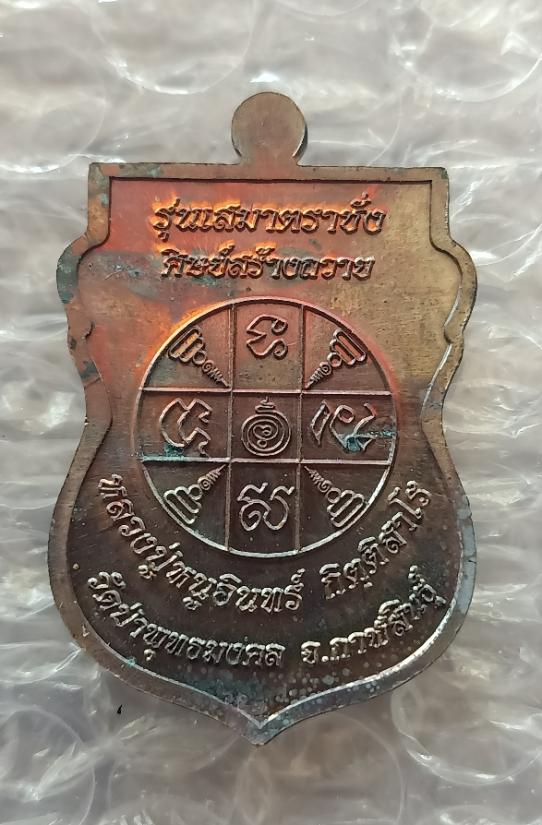 รุ่นเสมาตราชั่ง
ศิษย์สร้างถวาย
หลวงปู่หนูอินทร์ กิตฺติสาโร
วัดป่าพุทธมงคล จ.กาฬสินธุ์